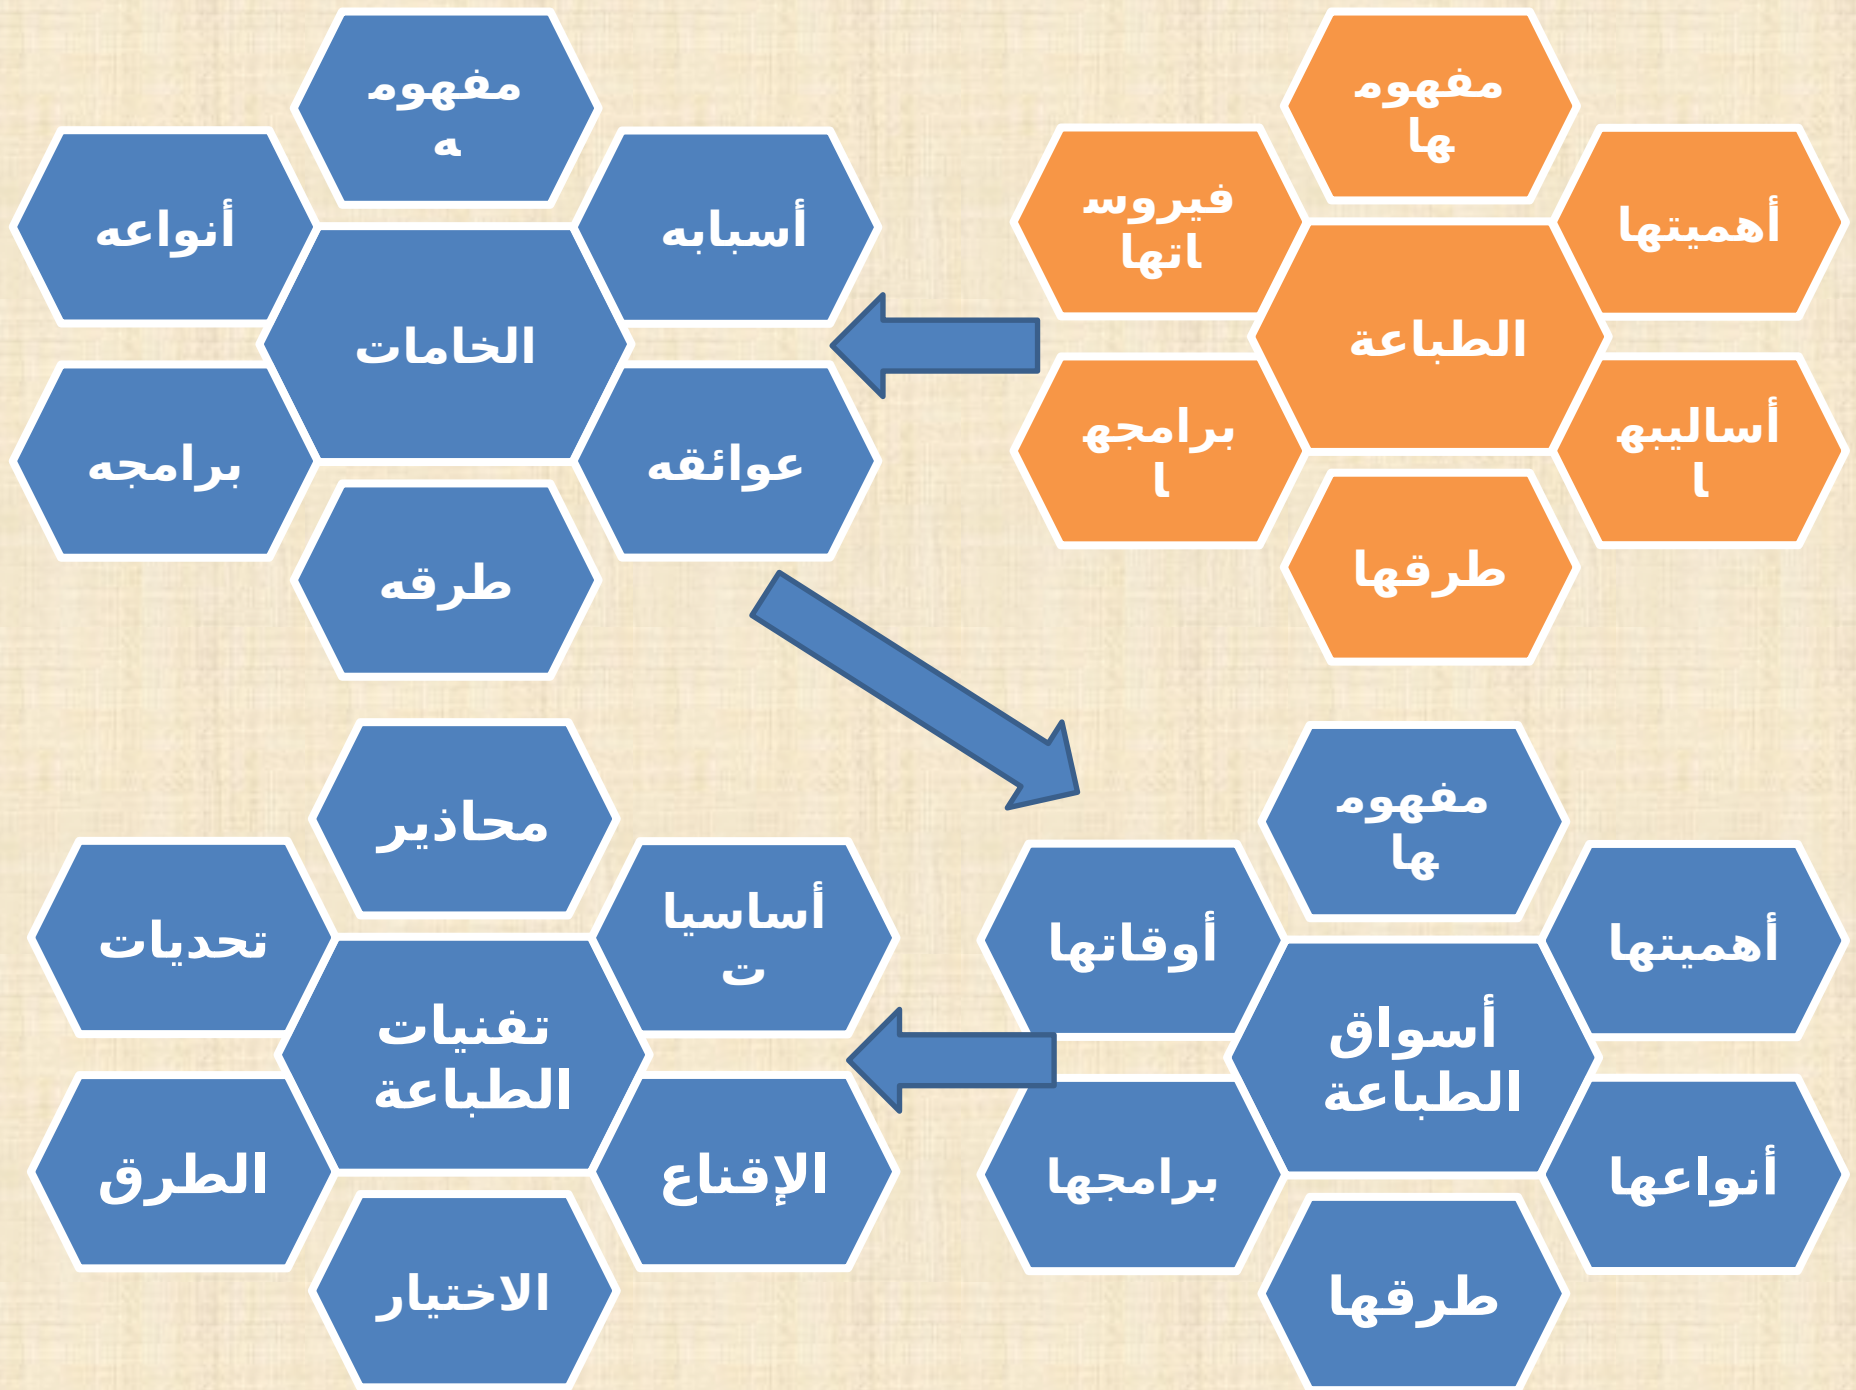 مفهوم
ها
أهميتها
فيروس
اتها
الطباعة
أساليبه
ا
برامجه
ا
طرقها
مفهوم
ه
أسبابه
أنواعه
الخامات
عوائقه
برامجه
طرقه
مفهوم
ها
أهميتها
أوقاتها
أسواق
الطباعة
أنواعها
برامجها
طرقها
محاذير
أساسيا
ت
تحديات
تفنيات
الطباعة
الإقناع
الطرق
الاختيار